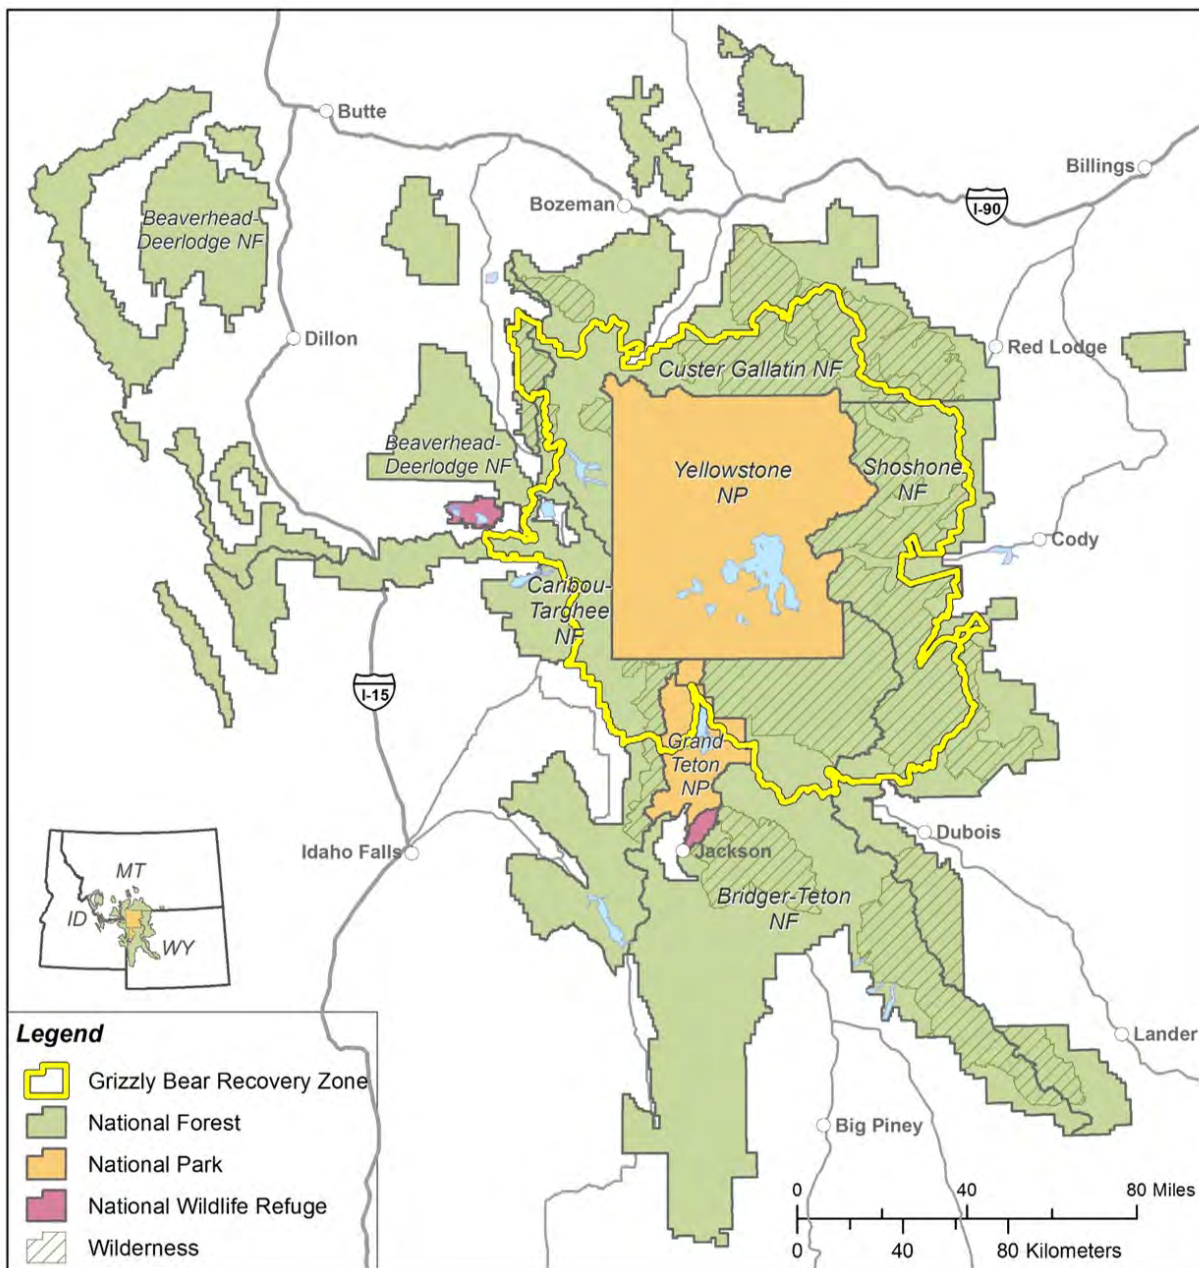 Butte
Billings
Bozeman
I-90
Beaverhead-
Deerlodge NF
Dillon
Red Lodge
Custer Gallatin NF
Beaverhead-
Deerlodge NF
Yellowstone
NP
Shoshone
NF
Cody
Caribou-
Targhee
NF
I-15
Grand
Teton
NP
Idaho Falls
Jackson
Dubois
Bridger-Teton
NF
MT
ID
WY
Lander
Big Piney
Legend
Grizzly Bear Recovery Zone
National Forest
National Park
National Wildlife Refuge
Wilderness
0 40 80 Miles
0 40 80 Kilometers